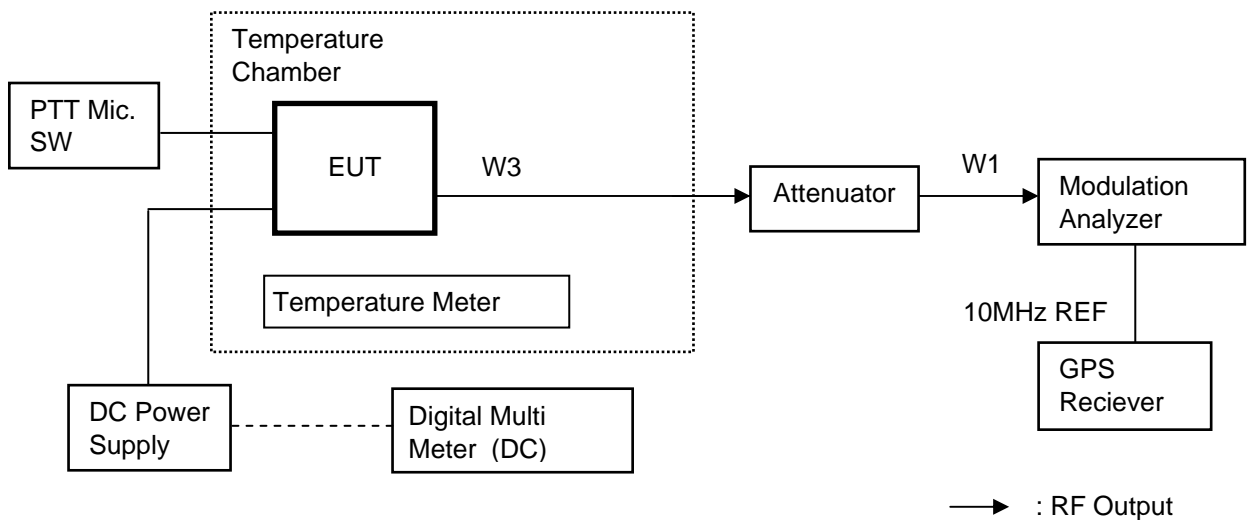 Temperature
Chamber
PTT Mic.
SW
EUT
W3
Attenuator
W1
Modulation
Analyzer
Temperature Meter
10MHz REF
GPS
Reciever
DC Power
Supply
Digital Multi
Meter (DC)
: RF Output